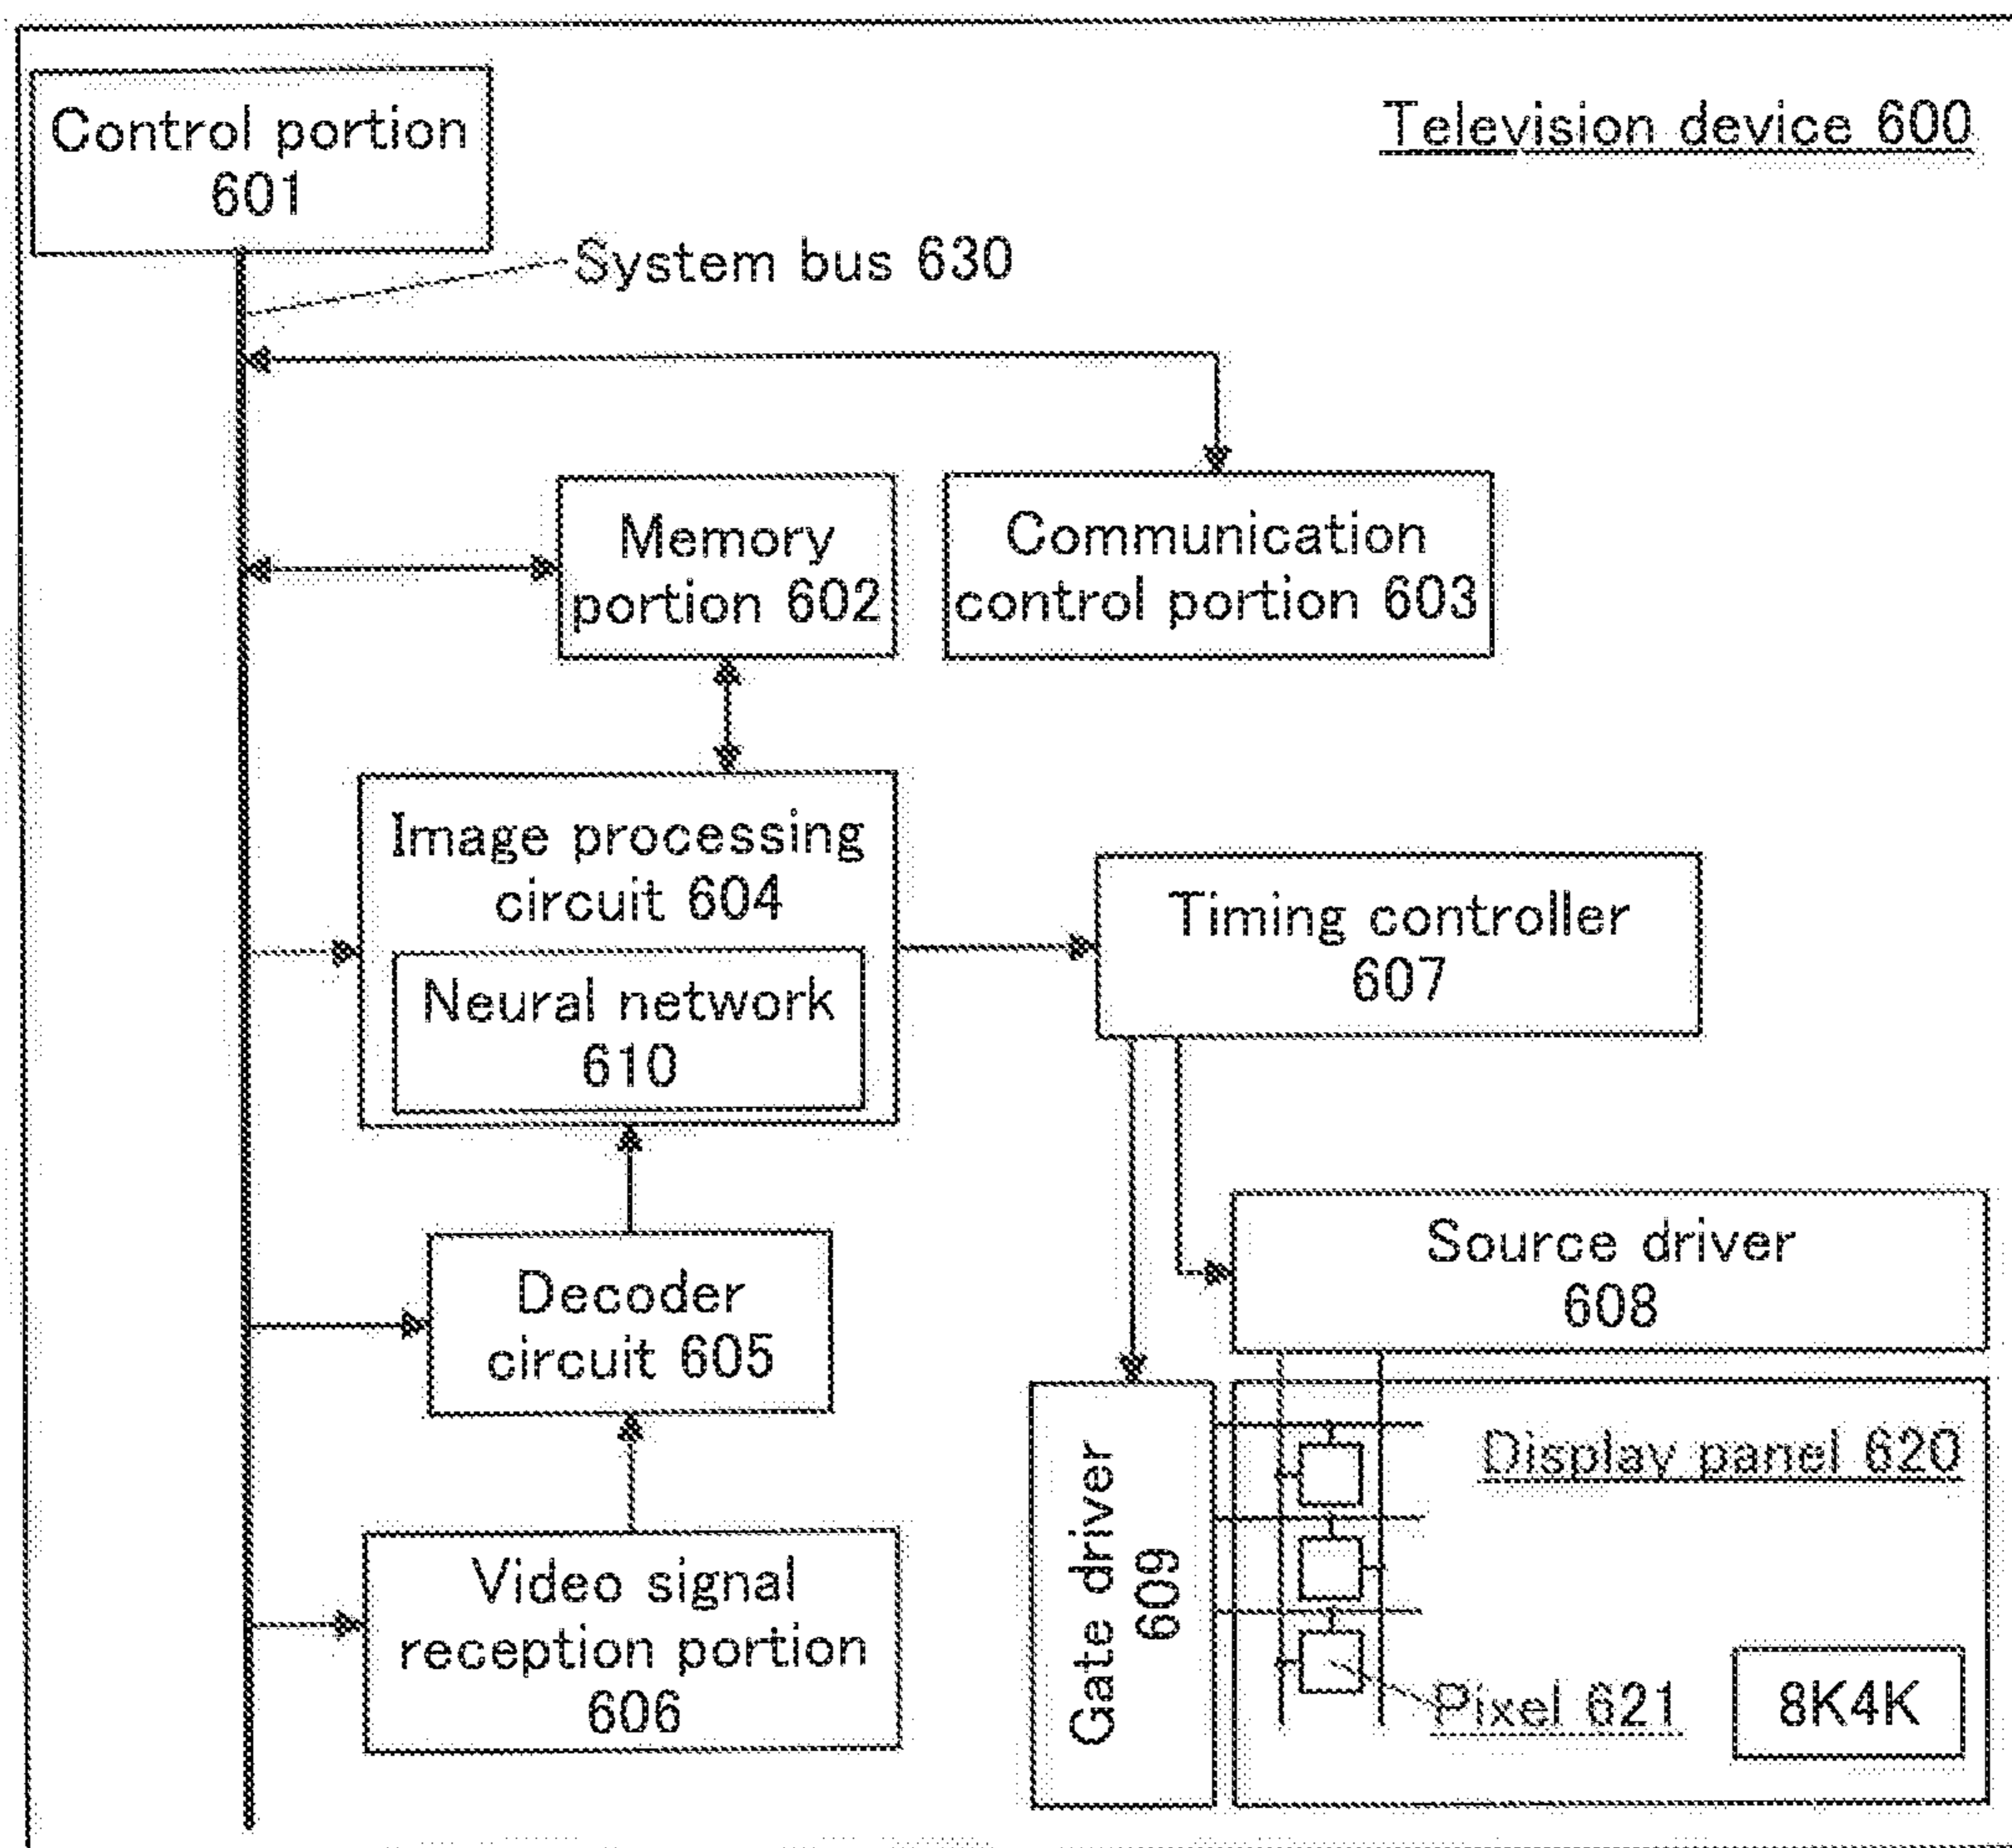 Control portion
601
Television device 600
System bus 630
Memory
portion 602
Communication
control portion 603
Image processing
circuit 604
Neural network
610
Timing controller
607
Decoder
circuit 605
Source driver
608
Video signal
reception portion
606
Gate driver
609
Display panel 620
Pixel 621
8K4K